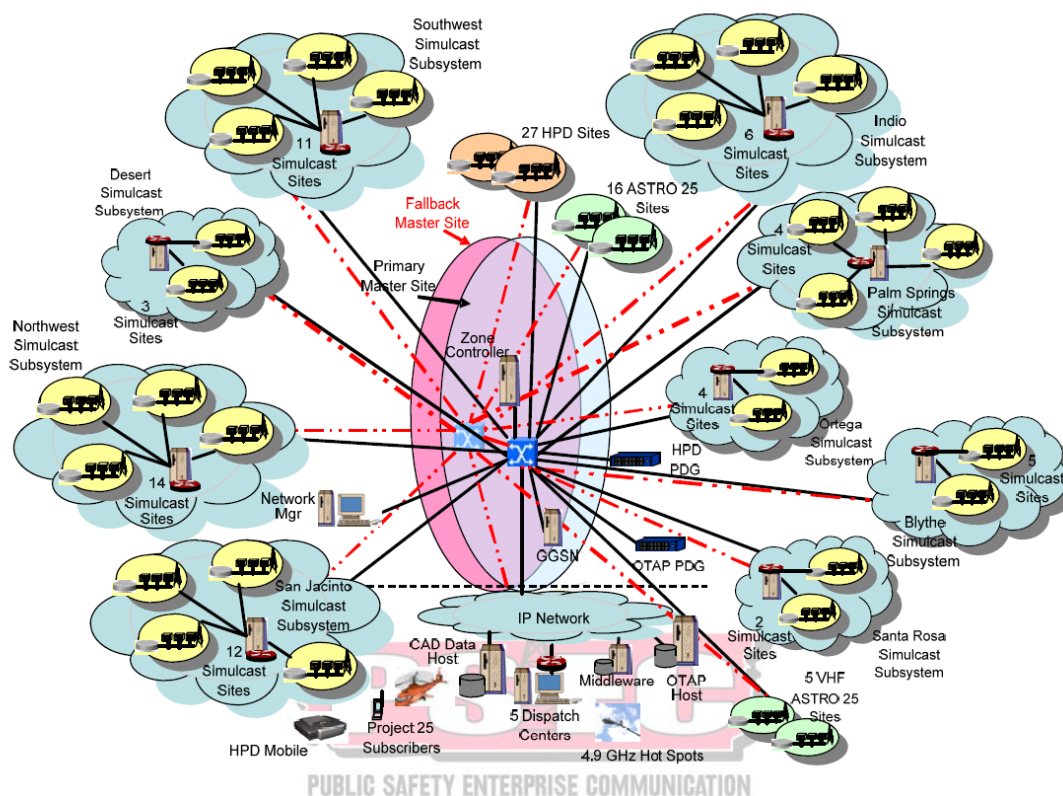 Southwest
Simulcast
Subsystem
11
Simulcast
Sites
27 HPD Sites
16 ASTRO 25
Sites
6
Simulcast
Sites
Indio
Simulcast
Subsystem
Desert
Simulcast
Subsystem
3
Simulcast
Sites
Fallback
Master Site
Primary
Master Site
Zone
Controller
4
Simulcast
Sites
Palm Springs
Simulcast
Subsystem
Northwest
Simulcast
Subsystem
14
Simulcast
Sites
4
Simulcast
Sites
Ortega
Simulcast
Subsystem
HPD
PDG
5
Simulcast
Sites
Blythe
Simulcast
Subsystem
Network
Mgr
GGSN
OTAP PDG
San Jacinto
Simulcast
Subsystem
12
Simulcast
Sites
2
Simulcast
Sites
Santa Rosa
Simulcast
Subsystem
IP Network
CAD Data
Host
Middleware
OTAP
Host
5 VHF
ASTRO 25
Sites
HPD Mobile
Project 25
Subscribers
5 Dispatch
Centers
4.9 GHz Hot Spots
PSEC
PUBLIC SAFETY ENTERPRISE COMMUNICATION